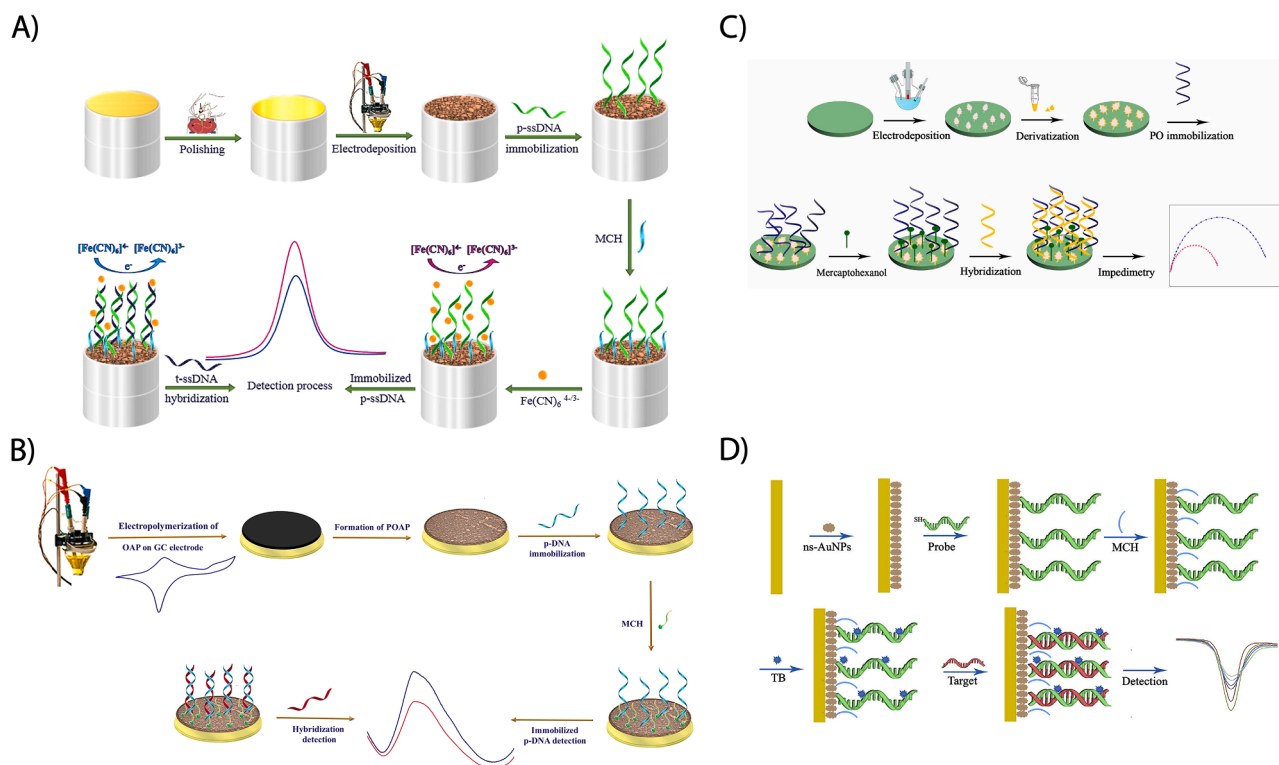 A)
Polishing
Electrodeposition
p-ssDNA
immobilization
MCH
[Fe(CN)6]4- [Fe(CN)6]3-
e-
[Fe(CN)6]4- [Fe(CN)6]3-
e-
t-ssDNA
hybridization
Detection process
Immobilized
p-ssDNA
Fe(CN)6 4-/3-
B)
Electropolymerization of
OAP on GC electrode
Formation of POAP
p-DNA
immobilization
MCH
Hybridization
detection
Immobilized
p-DNA detection
C)
Electrodeposition
Derivatization
PO immobilization
Mercaptohexanol
Hybridization
Impedimetry
D)
ns-AuNPs
SH
Probe
MCH
TB
Target
Detection